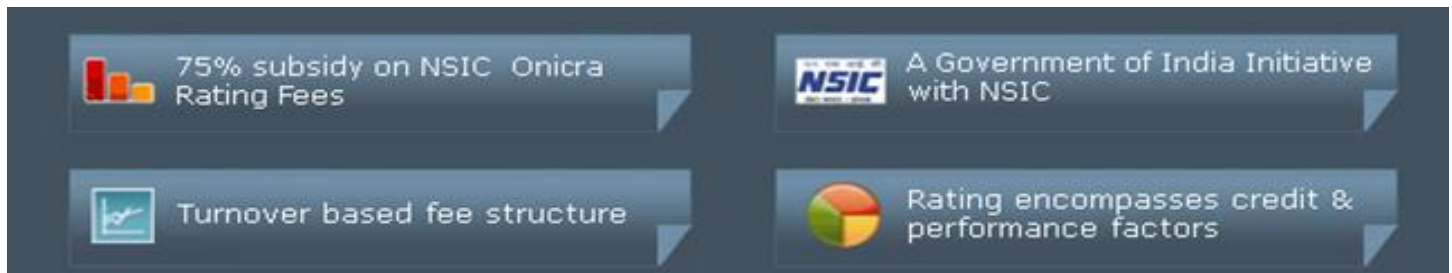 75% subsidy on NSIC Onicra
Rating Fees
NSIC
A Government of India Initiative
with NSIC
Turnover based fee structure
Rating encompasses credit &
performance factors